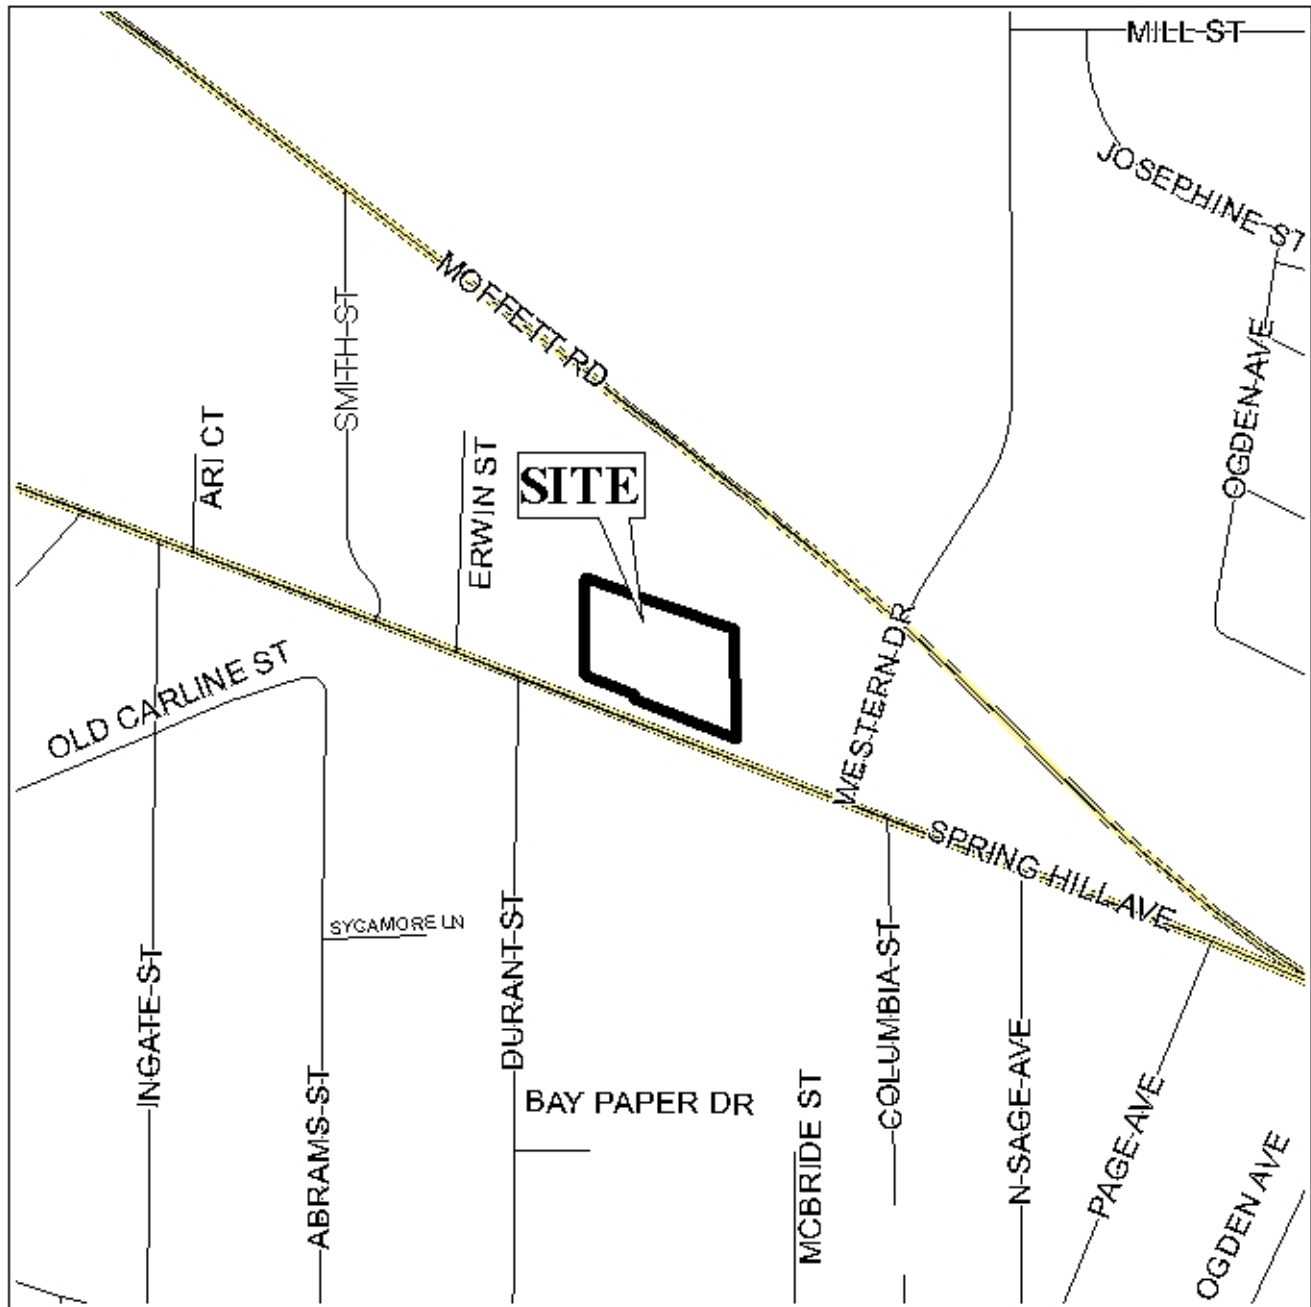 MILL ST
JOSEPHINE ST
MOFFETT RD
SMITH ST
OGDEN AVE
ARI CT
ERWIN ST
SITE
WESTERN DR
OLD CARLINE ST
SPRING HILL AVE
SYCAMORE LN
DURANT ST
COLUMBIA ST
INGATE ST
N SAGE AVE
ABRAMS ST
BAY PAPER DR
MCBRIDE ST
PAGE AVE
OGDEN AVE